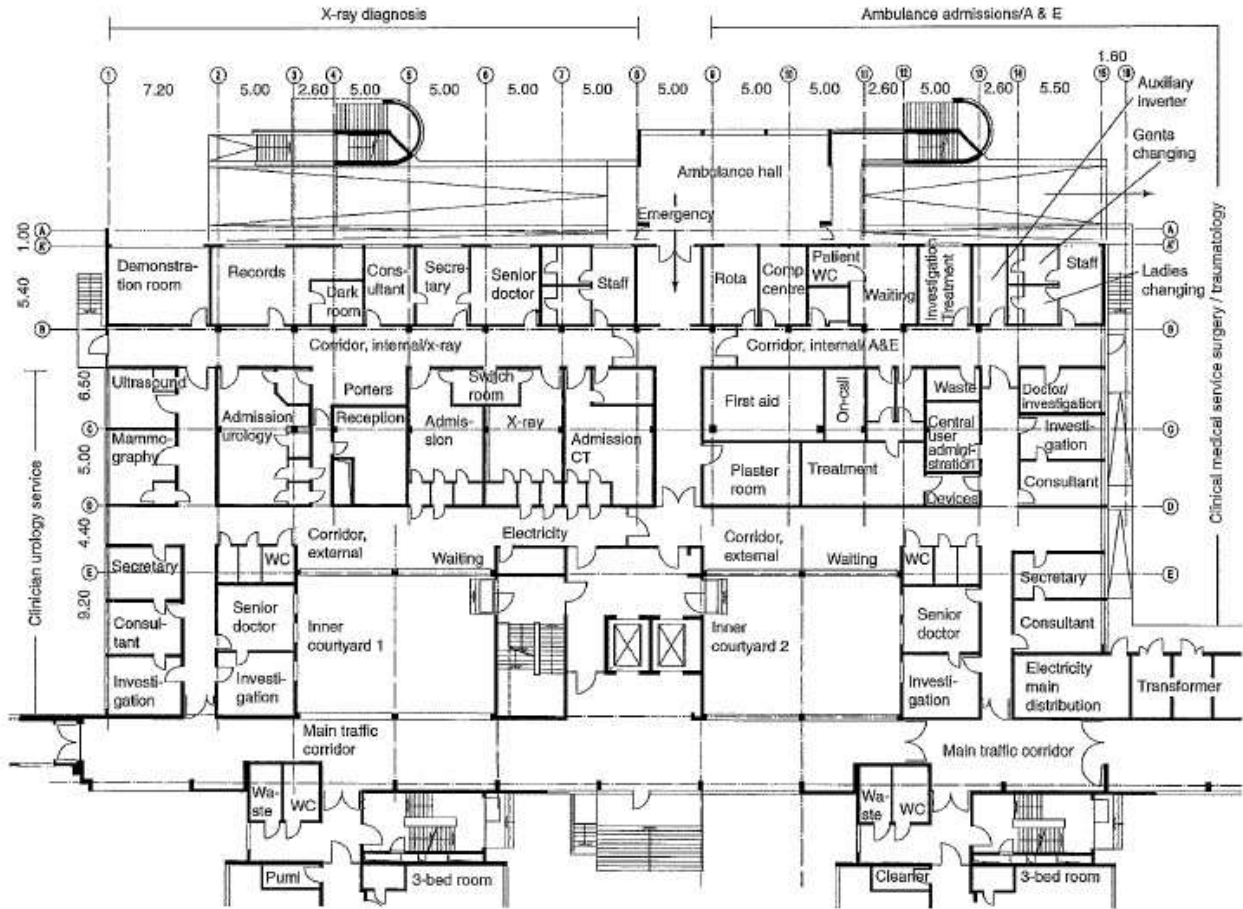 X-ray diagnosis
Ambulance admissions/A & E
1 2 3 4 5 6 7 8 9 10 11 12 13 14 15 16
1.60
7.20 5.00 2.60 5.00 5.00 5.00 5.00 5.00 5.00 5.00 2.60 5.00 2.60 5.50
Auxiliary
inverter
Gents
changing
Ladies
changing
Ambulance hall
Emergency
1.00
A
A'
A
A'
5.40
Demonstra-
tion room
Records
Dark
room
Cons-
ultant
Secre-
tary
Senior
doctor
Staff
Rota
Comp
centre
Patient
WC
Waiting
Investigation
Treatment
Staff
B
B
Corridor, internal/x-ray
Corridor, internal/A&E
6.50
Ultrasound
Porters
Switch
room
First aid
On-call
Waste
Doctor/
investigation
Admission
urology
Reception
Admis-
sion
X-ray
Admission
CT
Central
user
admini-
stration
Investi-
gation
C
C
5.00
Mammo-
graphy
Plaster
room
Treatment
Devices
Consultant
D
D
4.40
Corridor,
external
Electricity
Waiting
Corridor,
external
Waiting
Secretary
WC
WC
Secretary
E
E
9.20
Consul-
tant
Senior
doctor
Inner
courtyard 1
Inner
courtyard 2
Senior
doctor
Consultant
Investi-
gation
Investi-
gation
Investi-
gation
Electricity
main
distribution
Transformer
Clinician urology service
Clinical medical service surgery / traumatology
Main traffic
corridor
Main traffic corridor
Wa-
ste
WC
Wa-
ste
WC
3-bed room
Cleaner
3-bed room